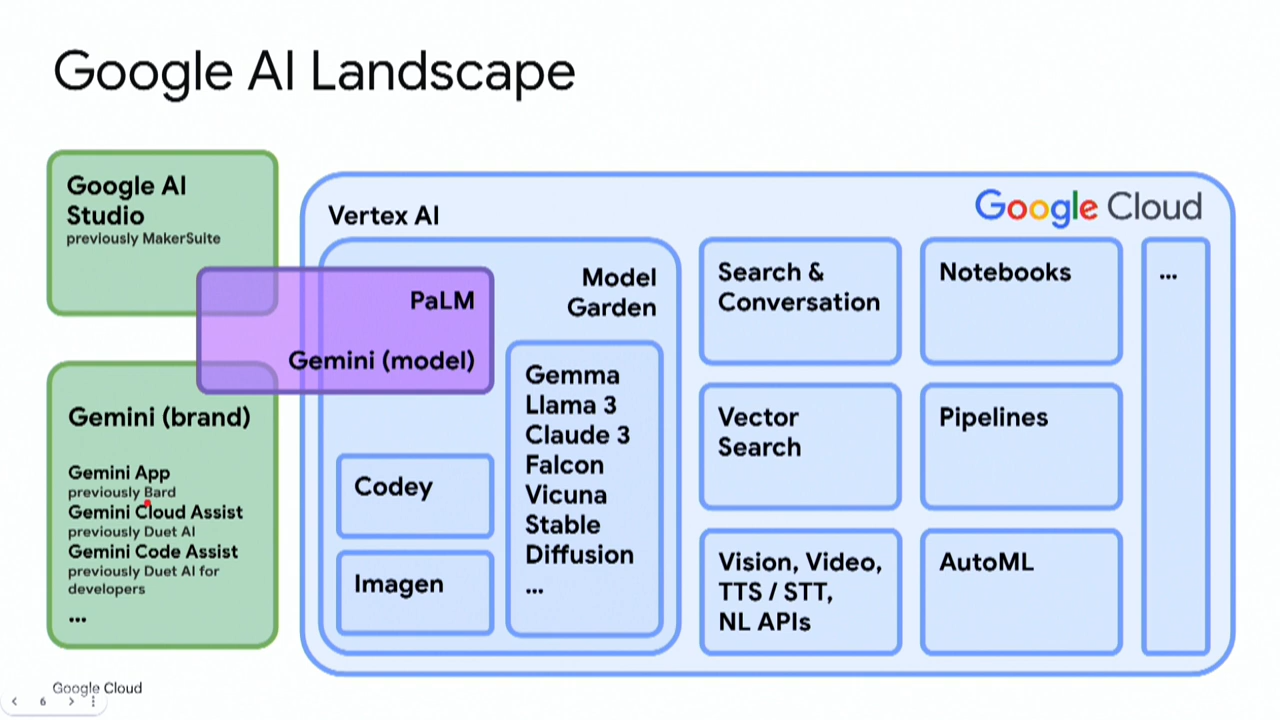 Google AI Landscape
Google AI
Studio
previously MakerSuite
Gemini (brand)
Gemini App
previously Bard
Gemini Cloud Assist
previously Duet AI
Gemini Code Assist
previously Duet AI for
developers
...
PaLM
Gemini (model)
Vertex AI
Google Cloud
Model
Garden
Codey
Imagen
Gemma
Llama 3
Claude 3
Falcon
Vicuna
Stable
Diffusion
...
Search &
Conversation
Vector
Search
Vision, Video,
TTS / STT,
NL APIs
Notebooks
Pipelines
AutoML
...
Google Cloud
6